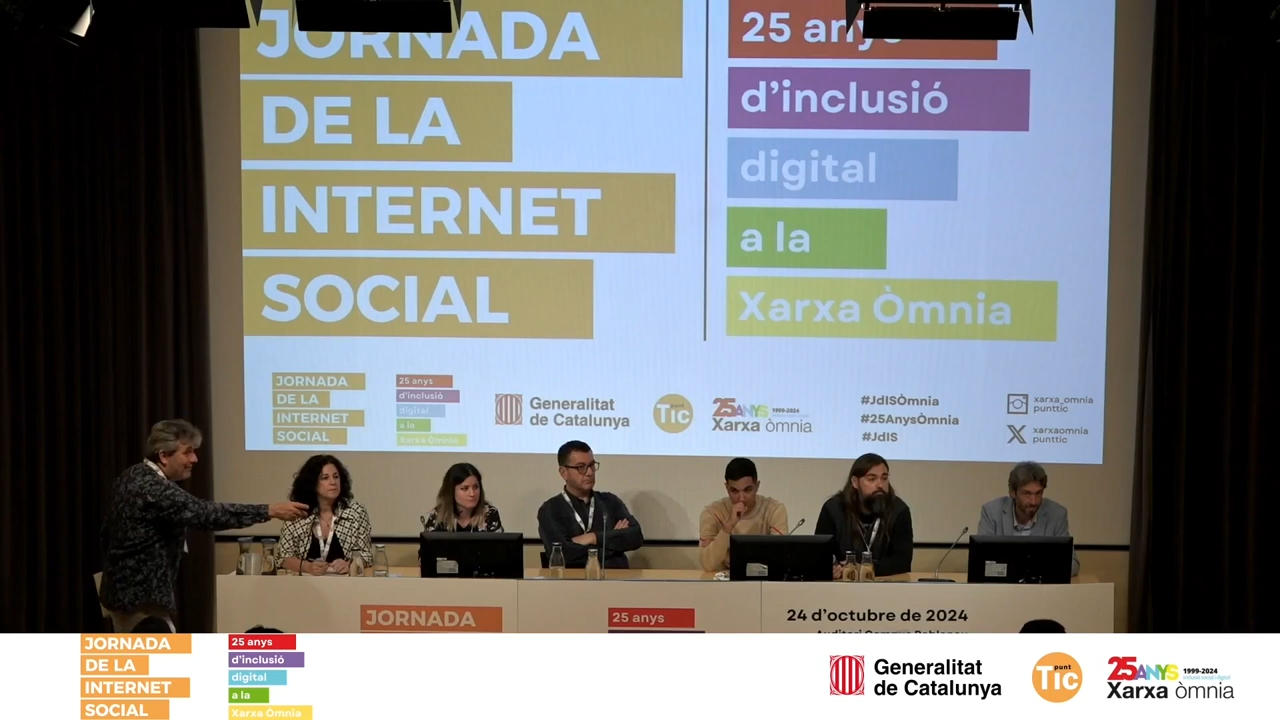 JORNADA
DE LA
INTERNET
SOCIAL
25 anys
d'inclusió
digital
a la
Xarxa Òmnia
JORNADA
DE LA
INTERNET
SOCIAL
25 anys
d'inclusió
digital
a la
Xarxa Òmnia
Generalitat
de Catalunya
punt
Tic
25ANYS 1999-2024
Xarxa òmnia
#JdISÒmnia
#25AnysÒmnia
#JdIS
xarxa_omnia
punttic
xarxaomnia
punttic
JORNADA
25 anys
24 d'octubre de 2024
JORNADA
DE LA
INTERNET
SOCIAL
25 anys
d'inclusió
digital
a la
Xarxa Òmnia
Generalitat
de Catalunya
punt
Tic
25ANYS 1999-2024
Xarxa òmnia